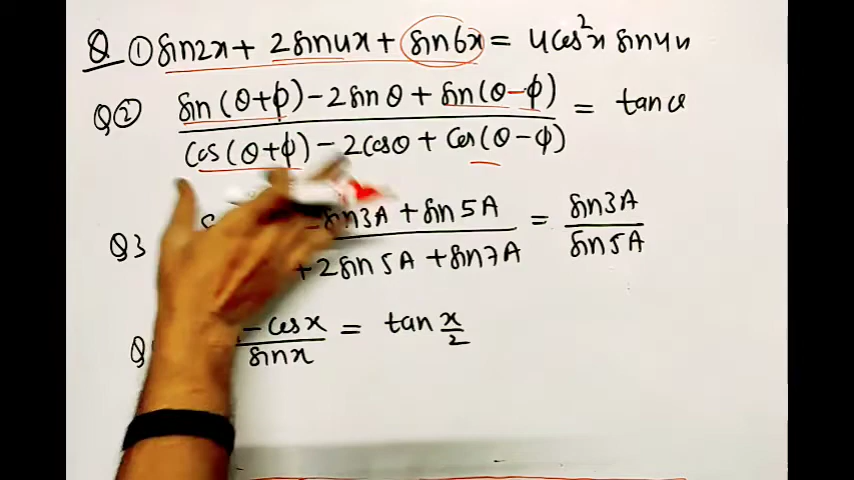 Q ① sin2x + 2sin4x + sin6x = 4cos²x sin4x
Q② sin(θ+φ) - 2sinθ + sin(θ-φ) / cos(θ+φ) - 2cosθ + cos(θ-φ) = tanθ
Q3 sin3A + sin5A / + 2sin5A + sin7A = sin3A / sin5A
Q - cosx / sinx = tan x/2